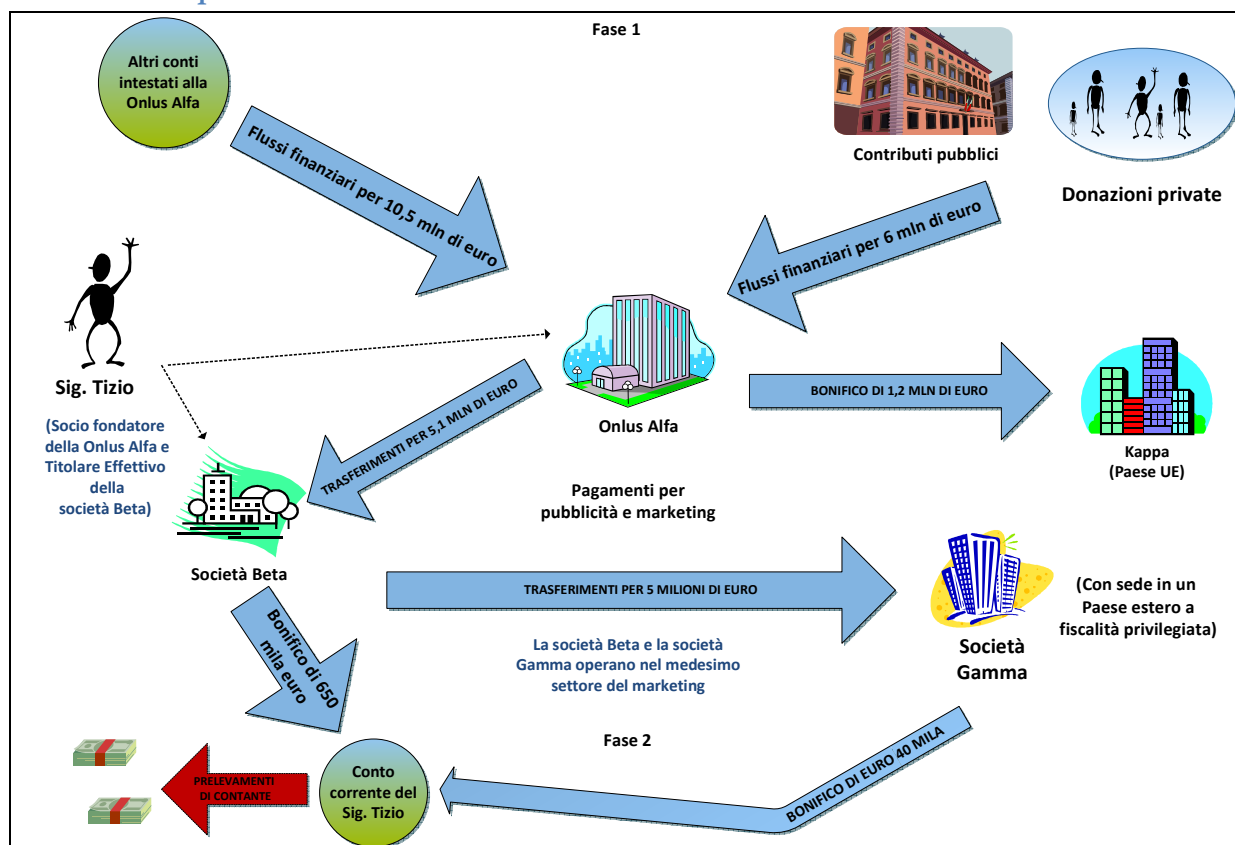 Fase 1
Altri conti
intestati alla
Onlus Alfa
Contributi pubblici
Donazioni private
Flussi finanziari per 10,5 mln di euro
Flussi finanziari per 6 mln di euro
Sig. Tizio
(Socio fondatore
della Onlus Alfa e
Titolare Effettivo
della
società Beta)
Onlus Alfa
BONIFICO DI 1,2 MLN DI EURO
Kappa
(Paese UE)
TRASFERIMENTI PER 5,1 MLN DI EURO
Pagamenti per
pubblicità e marketing
Società Beta
TRASFERIMENTI PER 5 MILIONI DI EURO
Società
Gamma
(Con sede in un
Paese estero a
fiscalità privilegiata)
La società Beta e la società
Gamma operano nel medesimo
settore del marketing
Bonifico di 650
mila euro
Fase 2
BONIFICO DI EURO 40 MILA
Conto
corrente del
Sig. Tizio
PRELEVAMENTI
DI CONTANTE